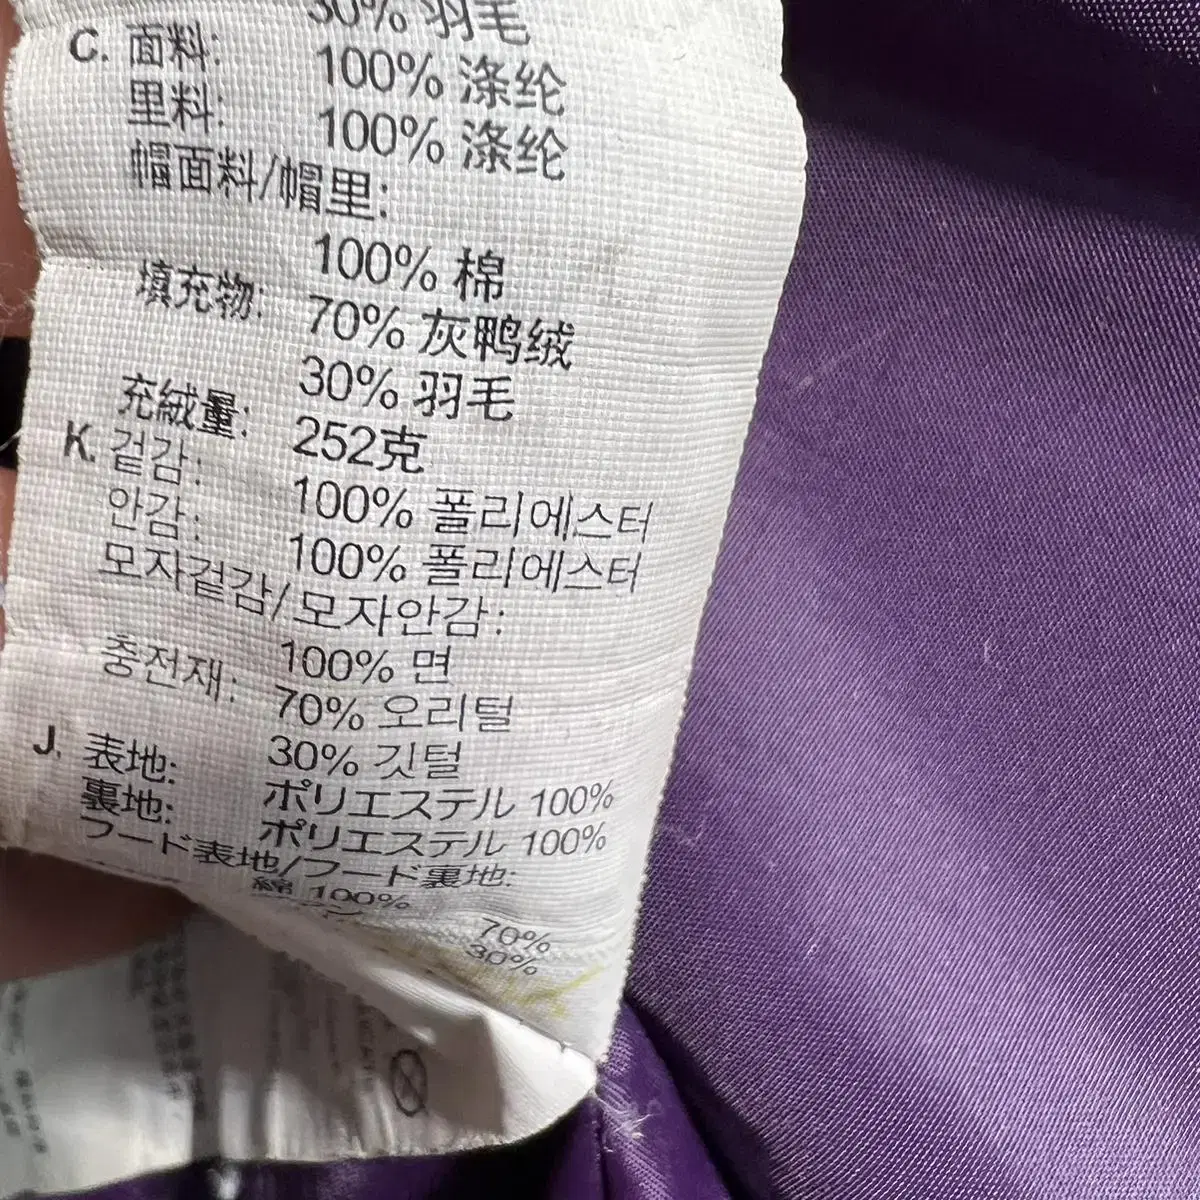 30% 羽毛
C. 面料: 100% 涤纶
里料: 100% 涤纶
帽面料/帽里:
100% 棉
填充物: 70% 灰鸭绒
30% 羽毛
充絨量: 252克
K. 겉감: 100% 폴리에스터
안감: 100% 폴리에스터
모자겉감/모자안감:
100% 면
충전재: 70% 오리털
30% 깃털
J. 表地: ポリエステル 100%
裏地: ポリエステル 100%
フード表地/フード裏地:
綿 100%
70%
30%